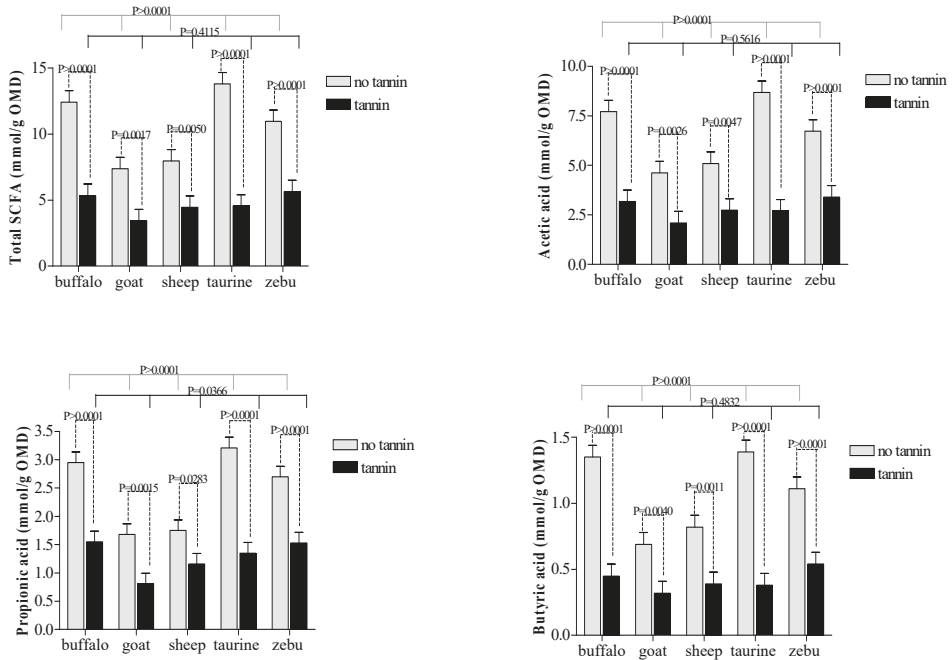 P>0.0001
P=0.4115
P>0.0001
P=0.0017
P=0.0050
P>0.0001
P=0.0001
Total SCFA (mmol/g OMD)
15
10
5
0
buffalo goat sheep taurine zebu
no tannin
tannin
P>0.0001
P=0.5616
P>0.0001
P=0.0026
P=0.0047
P>0.0001
P>0.0001
Acetic acid (mmol/g OMD)
10.0
7.5
5.0
2.5
0.0
buffalo goat sheep taurine zebu
no tannin
tannin
P>0.0001
P=0.0366
P>0.0001
P=0.0015
P=0.0283
P>0.0001
P>0.0001
Propionic acid (mmol/g OMD)
3.5
3.0
2.5
2.0
1.5
1.0
0.5
0.0
buffalo goat sheep taurine zebu
no tannin
tannin
P>0.0001
P=0.4832
P>0.0001
P=0.0040
P=0.0011
P>0.0001
P>0.0001
Butyric acid (mmol/g OMD)
1.5
1.0
0.5
0.0
buffalo goat sheep taurine zebu
no tannin
tannin